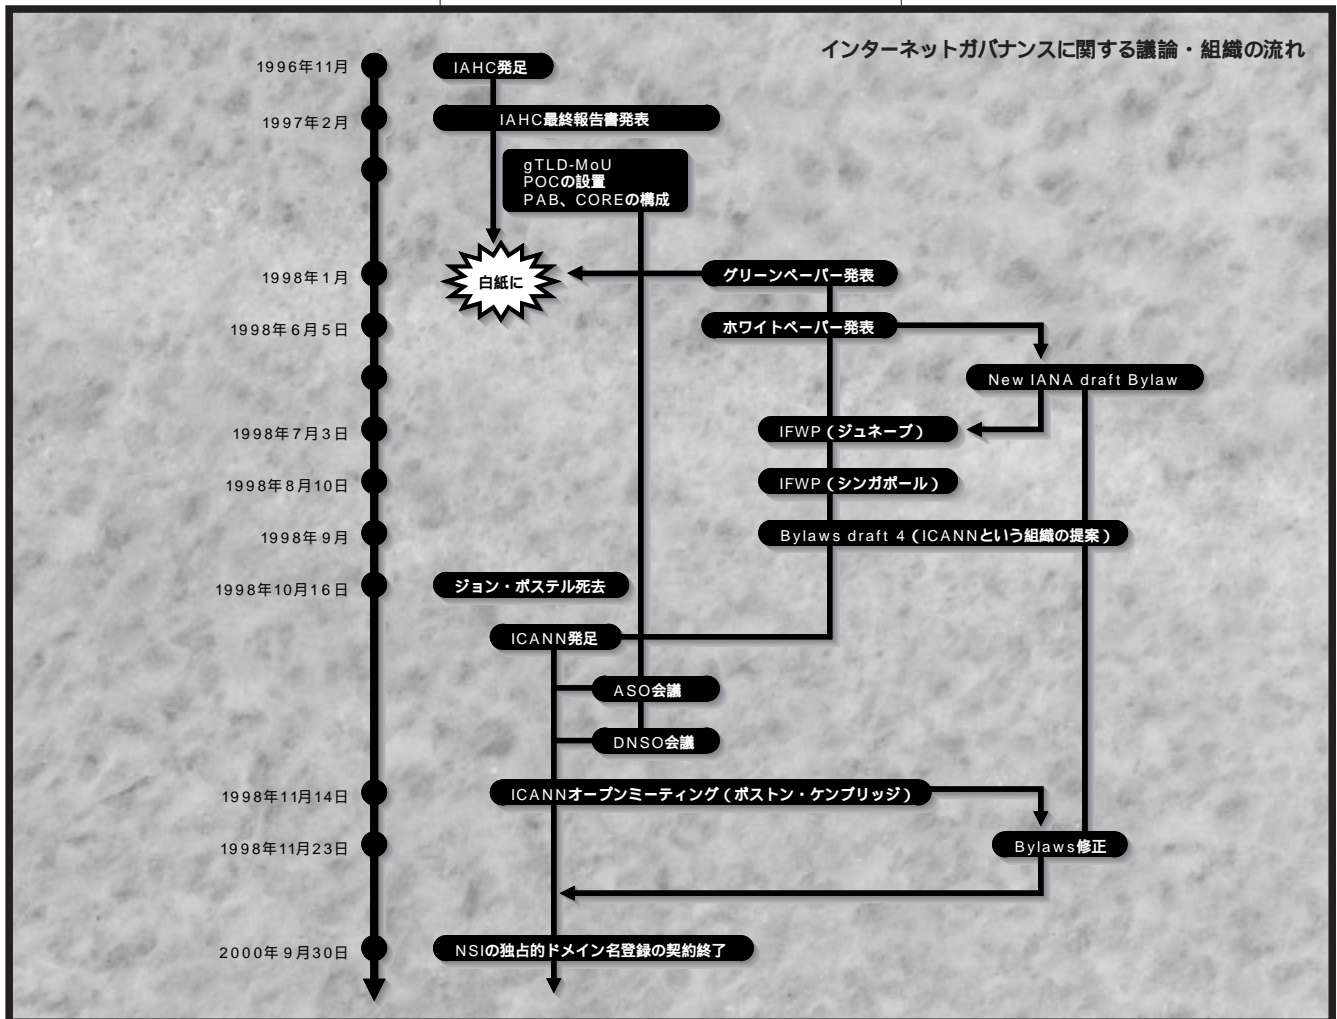 インターネットガバナンスに関する議論・組織の流れ
1996年11月
IAHC発足
1997年2月
IAHC最終報告書発表
gTLD-MoU
POCの設置
PAB、COREの構成
1998年1月
白紙に
グリーンペーパー発表
1998年6月5日
ホワイトペーパー発表
New IANA draft Bylaw
1998年7月3日
IFWP（ジュネーブ）
1998年8月10日
IFWP（シンガポール）
1998年9月
Bylaws draft 4（ICANNという組織の提案）
1998年10月16日
ジョン・ポステル死去
ICANN発足
ASO会議
DNSO会議
1998年11月14日
ICANNオープンミーティング（ボストン・ケンブリッジ）
1998年11月23日
Bylaws修正
2000年9月30日
NSIの独占的ドメイン名登録の契約終了